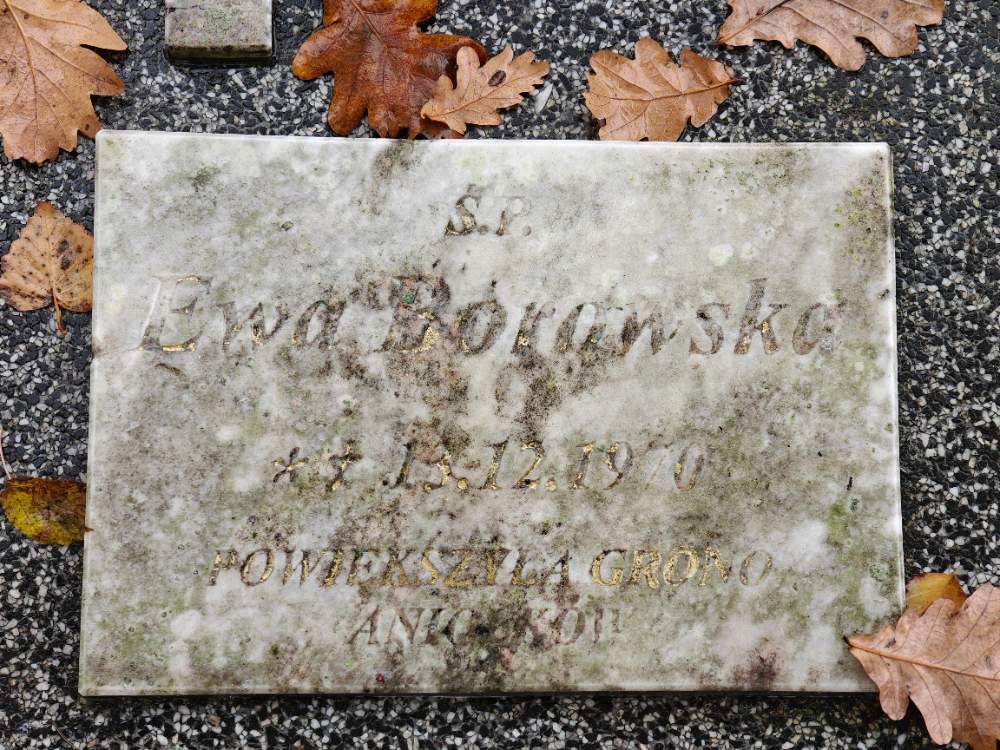 Ś.P.
Ewa Borawska
* † 13.12.1970
POWIĘKSZYŁA GRONO
ANIOŁKÓW